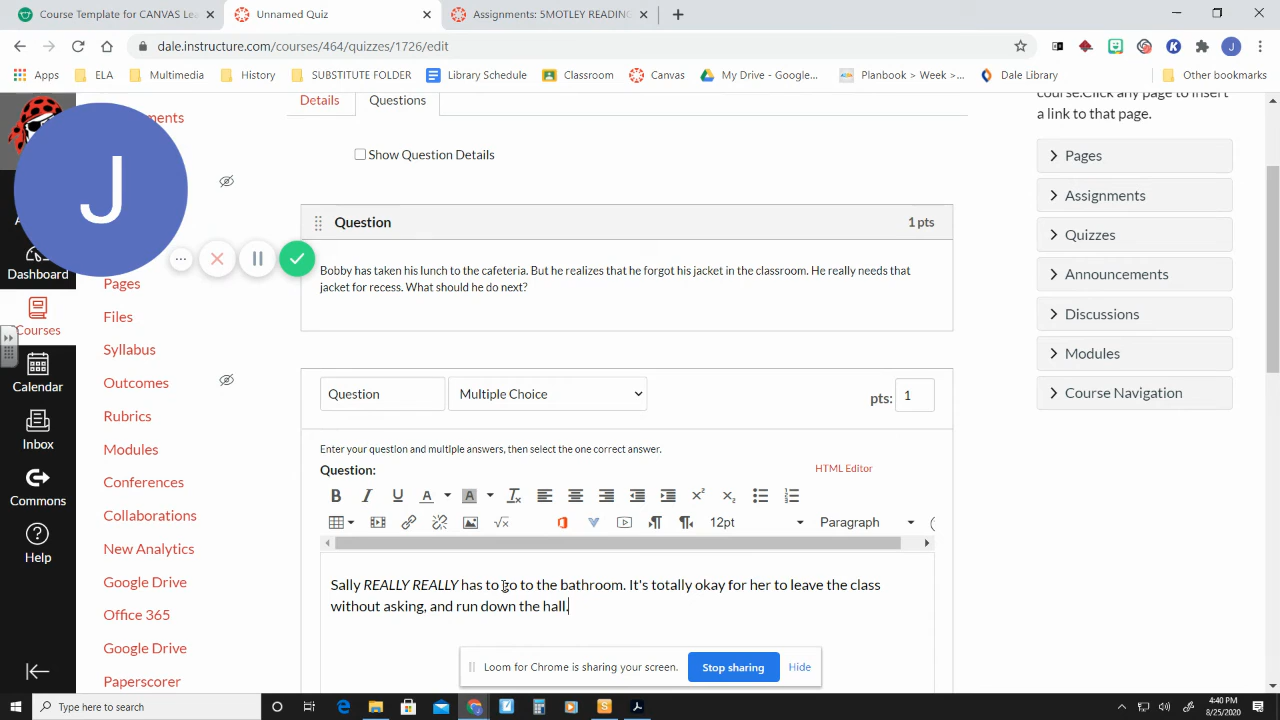 Course Template for CANVAS Lea
Unnamed Quiz
Assignments: SMOTLEY READING
dale.instructure.com/courses/464/quizzes/1726/edit
J
Apps
ELA
Multimedia
History
SUBSTITUTE FOLDER
Library Schedule
Classroom
Canvas
My Drive - Google...
Planbook > Week >...
Dale Library
Other bookmarks
Details
Questions
course.Click any page to insert
a link to that page.
Show Question Details
Pages
Assignments
Quizzes
Announcements
Discussions
Modules
Course Navigation
Question
1 pts
Bobby has taken his lunch to the cafeteria. But he realizes that he forgot his jacket in the classroom. He really needs that
jacket for recess. What should he do next?
Question
Multiple Choice
pts:
1
Enter your question and multiple answers, then select the one correct answer.
Question:
HTML Editor
B
I
U
A
A
12pt
Paragraph
Sally REALLY REALLY has to go to the bathroom. It's totally okay for her to leave the class
without asking, and run down the hall.
Loom for Chrome is sharing your screen.
Stop sharing
Hide
J
Dashboard
Courses
Calendar
Inbox
Commons
Help
Pages
Files
Syllabus
Outcomes
Rubrics
Modules
Conferences
Collaborations
New Analytics
Google Drive
Office 365
Google Drive
Paperscorer
Type here to search
4:40 PM
8/25/2020